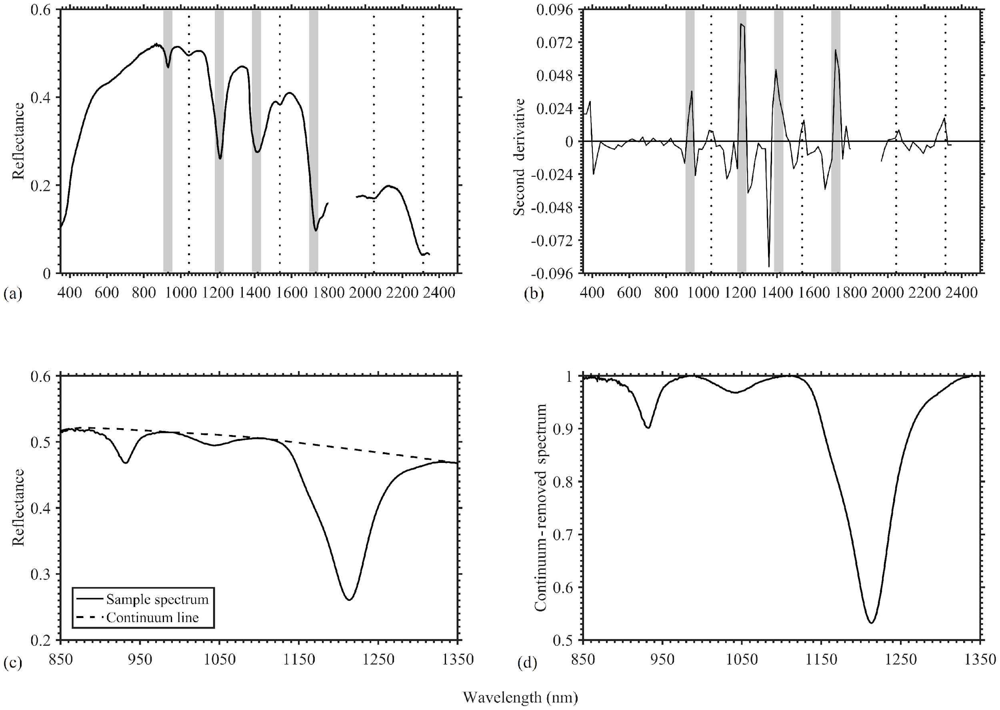 0.6
0.4
0.2
0
Reflectance
400 600 800 1000 1200 1400 1600 1800 2000 2200 2400
(a)
0.096
0.072
0.048
0.024
0
-0.024
-0.048
-0.072
-0.096
Second derivative
400 600 800 1000 1200 1400 1600 1800 2000 2200 2400
(b)
0.6
0.5
0.4
0.3
0.2
Reflectance
Sample spectrum
Continuum line
850 950 1050 1150 1250 1350
(c)
1
0.9
0.8
0.7
0.6
0.5
Continuum-removed spectrum
850 950 1050 1150 1250 1350
(d)
Wavelength (nm)